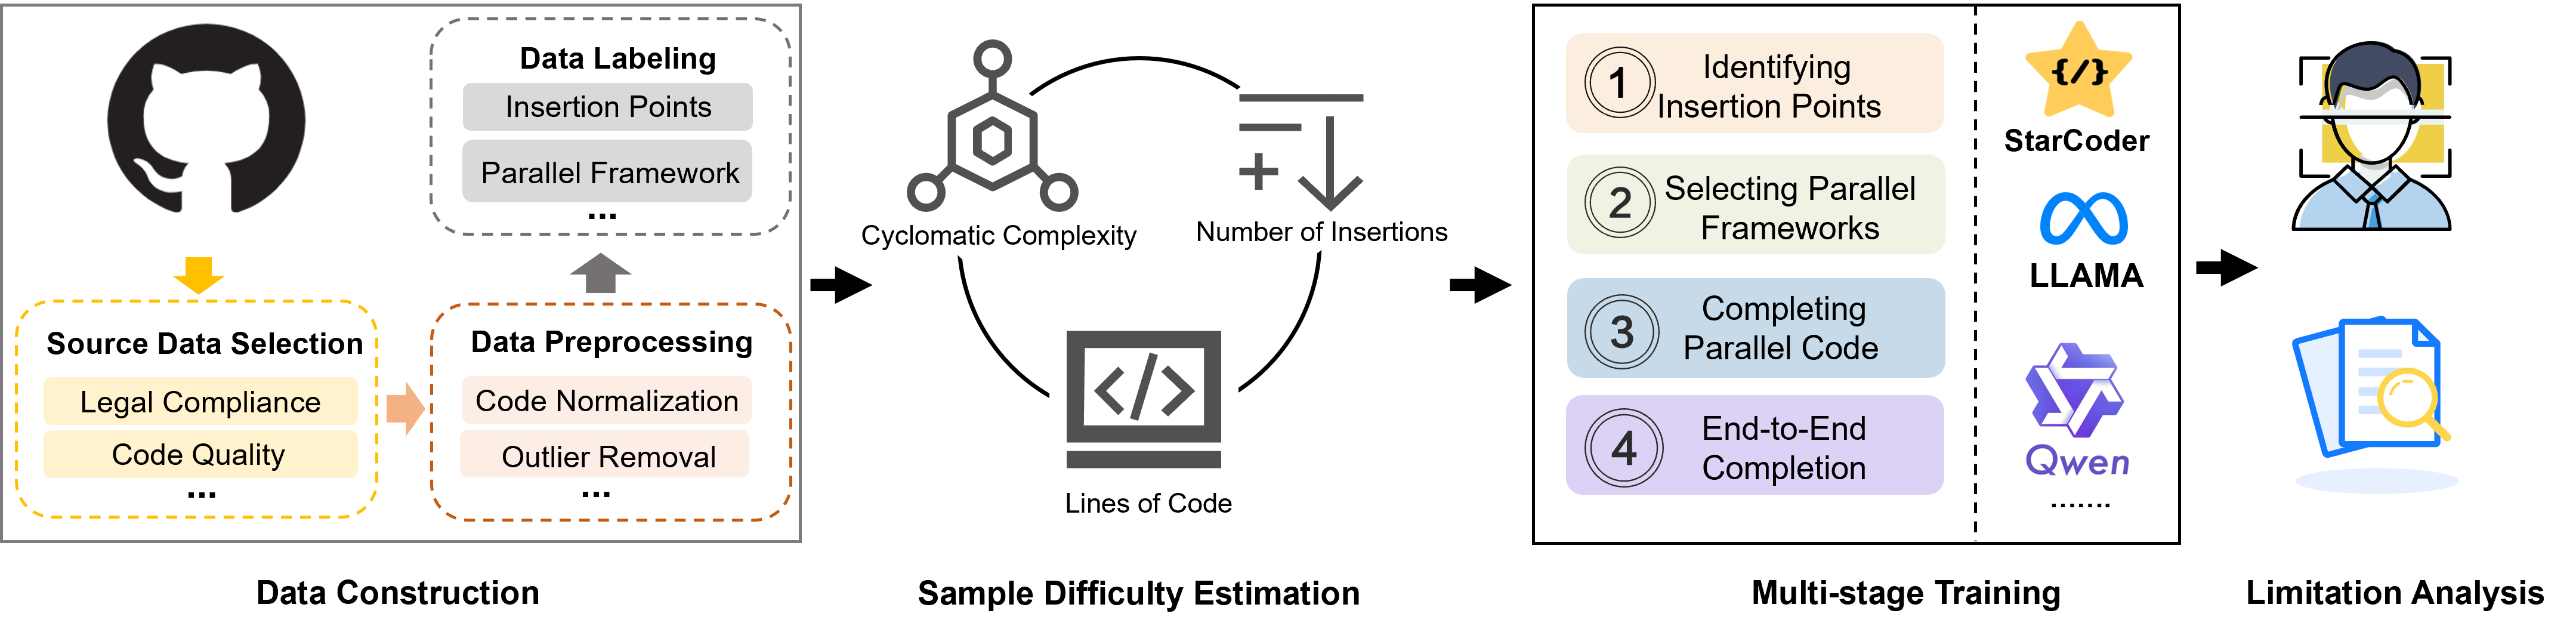 Data Labeling
Insertion Points
Parallel Framework
...
Source Data Selection
Legal Compliance
Code Quality
...
Data Preprocessing
Code Normalization
Outlier Removal
...
Data Construction
Cyclomatic Complexity
Number of Insertions
</>
Lines of Code
Sample Difficulty Estimation
1
Identifying
Insertion Points
2
Selecting Parallel
Frameworks
3
Completing
Parallel Code
4
End-to-End
Completion
{/}
StarCoder
LLAMA
Qwen
.......
Multi-stage Training
Limitation Analysis